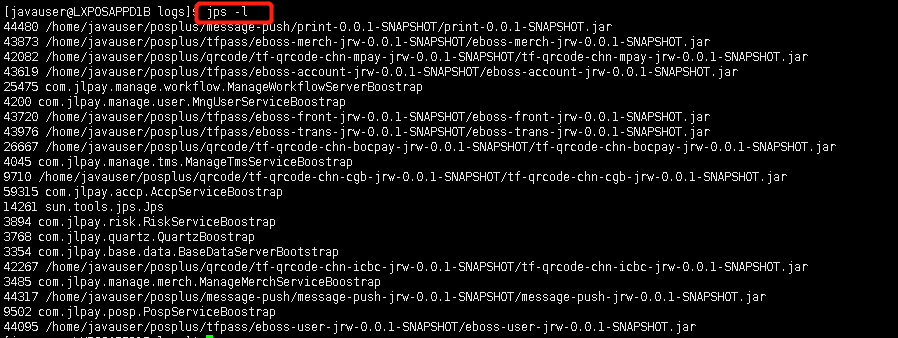 [javauser@LXPOSAPPD1B logs]$ jps -l
44480 /home/javauser/posplus/message-push/print-0.0.1-SNAPSHOT/print-0.0.1-SNAPSHOT.jar
43873 /home/javauser/posplus/tfpass/eboss-merch-jrw-0.0.1-SNAPSHOT/eboss-merch-jrw-0.0.1-SNAPSHOT.jar
42082 /home/javauser/posplus/qrcode/tf-qrcode-chn-mpay-jrw-0.0.1-SNAPSHOT/tf-qrcode-chn-mpay-jrw-0.0.1-SNAPSHOT.jar
43619 /home/javauser/posplus/tfpass/eboss-account-jrw-0.0.1-SNAPSHOT/eboss-account-jrw-0.0.1-SNAPSHOT.jar
25475 com.jlpay.manage.workflow.ManageWorkflowServerBoostrap
4200 com.jlpay.manage.user.MngUserServiceBoostrap
43720 /home/javauser/posplus/tfpass/eboss-front-jrw-0.0.1-SNAPSHOT/eboss-front-jrw-0.0.1-SNAPSHOT.jar
43976 /home/javauser/posplus/tfpass/eboss-trans-jrw-0.0.1-SNAPSHOT/eboss-trans-jrw-0.0.1-SNAPSHOT.jar
26667 /home/javauser/posplus/qrcode/tf-qrcode-chn-bocpay-jrw-0.0.1-SNAPSHOT/tf-qrcode-chn-bocpay-jrw-0.0.1-SNAPSHOT.jar
4045 com.jlpay.manage.tms.ManageTmsServiceBoostrap
9710 /home/javauser/posplus/qrcode/tf-qrcode-chn-cgb-jrw-0.0.1-SNAPSHOT/tf-qrcode-chn-cgb-jrw-0.0.1-SNAPSHOT.jar
59315 com.jlpay.accp.AccpServiceBoostrap
14261 sun.tools.jps.Jps
3894 com.jlpay.risk.RiskServiceBoostrap
3768 com.jlpay.quartz.QuartzBoostrap
3354 com.jlpay.base.data.BaseDataServerBootstrap
42267 /home/javauser/posplus/qrcode/tf-qrcode-chn-icbc-jrw-0.0.1-SNAPSHOT/tf-qrcode-chn-icbc-jrw-0.0.1-SNAPSHOT.jar
3485 com.jlpay.manage.merch.ManageMerchServiceBoostrap
44317 /home/javauser/posplus/message-push/message-push-jrw-0.0.1-SNAPSHOT/message-push-jrw-0.0.1-SNAPSHOT.jar
9502 com.jlpay.posp.PospServiceBoostrap
44095 /home/javauser/posplus/tfpass/eboss-user-jrw-0.0.1-SNAPSHOT/eboss-user-jrw-0.0.1-SNAPSHOT.jar